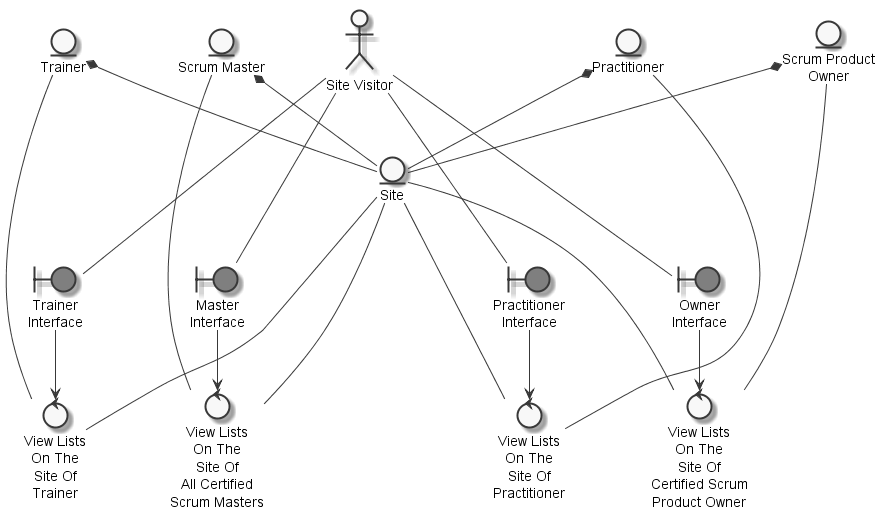 Trainer
Scrum Master
Site Visitor
Practitioner
Scrum Product
Owner
Site
Trainer
Interface
Master
Interface
Practitioner
Interface
Owner
Interface
View Lists
On The
Site Of
Trainer
View Lists
On The
Site Of
All Certified
Scrum Masters
View Lists
On The
Site Of
Practitioner
View Lists
On The
Site Of
Certified Scrum
Product Owner